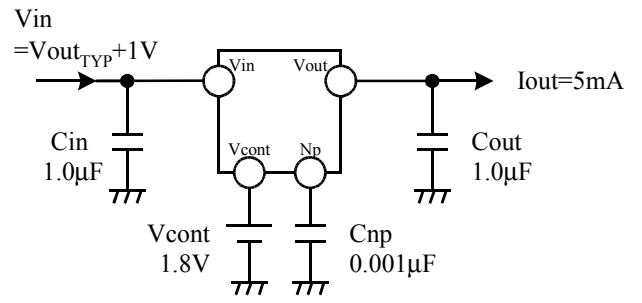 Vin
=VoutTYP+1V
Vin
Vout
Iout=5mA
Cin
1.0μF
Vcont
Np
Cout
1.0μF
Vcont
1.8V
Cnp
0.001μF